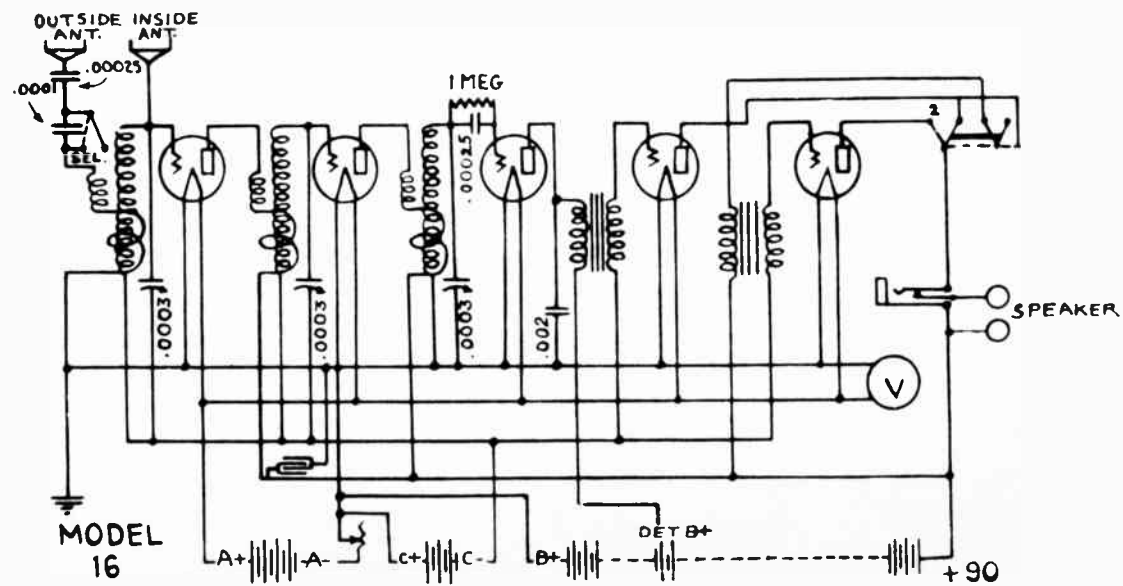 OUTSIDE INSIDE
ANT. ANT.
.00025
.0001
SEL.
1 MEG
.00025
2
.0003
.0003
.0003
.002
SPEAKER
V
MODEL
16
A+ A-
C+ C-
B+
DET B+
+90